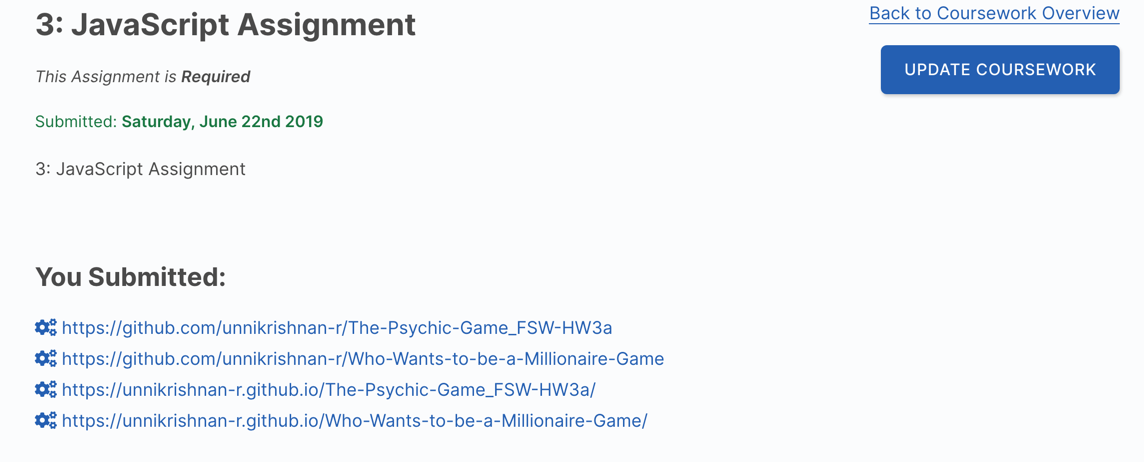 3: JavaScript Assignment
Back to Coursework Overview
This Assignment is Required
UPDATE COURSEWORK
Submitted: Saturday, June 22nd 2019
3: JavaScript Assignment
You Submitted:
https://github.com/unnikrishnan-r/The-Psychic-Game_FSW-HW3a
https://github.com/unnikrishnan-r/Who-Wants-to-be-a-Millionaire-Game
https://unnikrishnan-r.github.io/The-Psychic-Game_FSW-HW3a/
https://unnikrishnan-r.github.io/Who-Wants-to-be-a-Millionaire-Game/